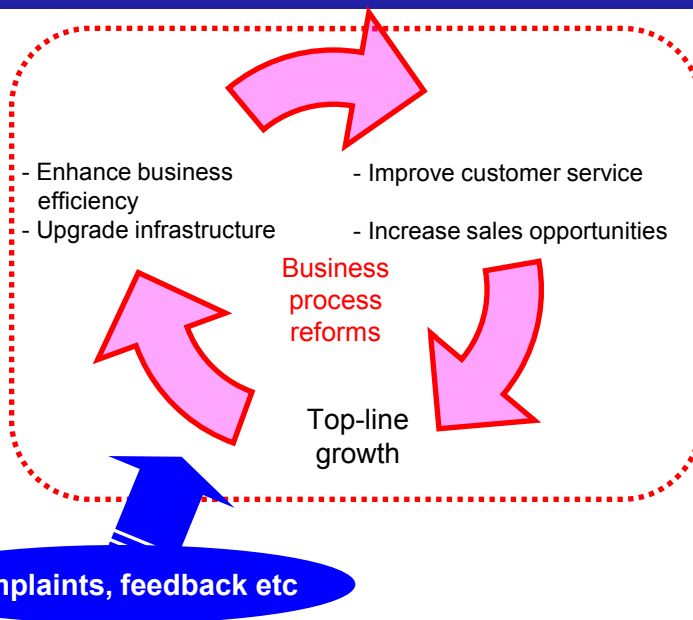 - Enhance business
efficiency
- Upgrade infrastructure
- Improve customer service
- Increase sales opportunities
Business
process
reforms
Top-line
growth
feedback etc